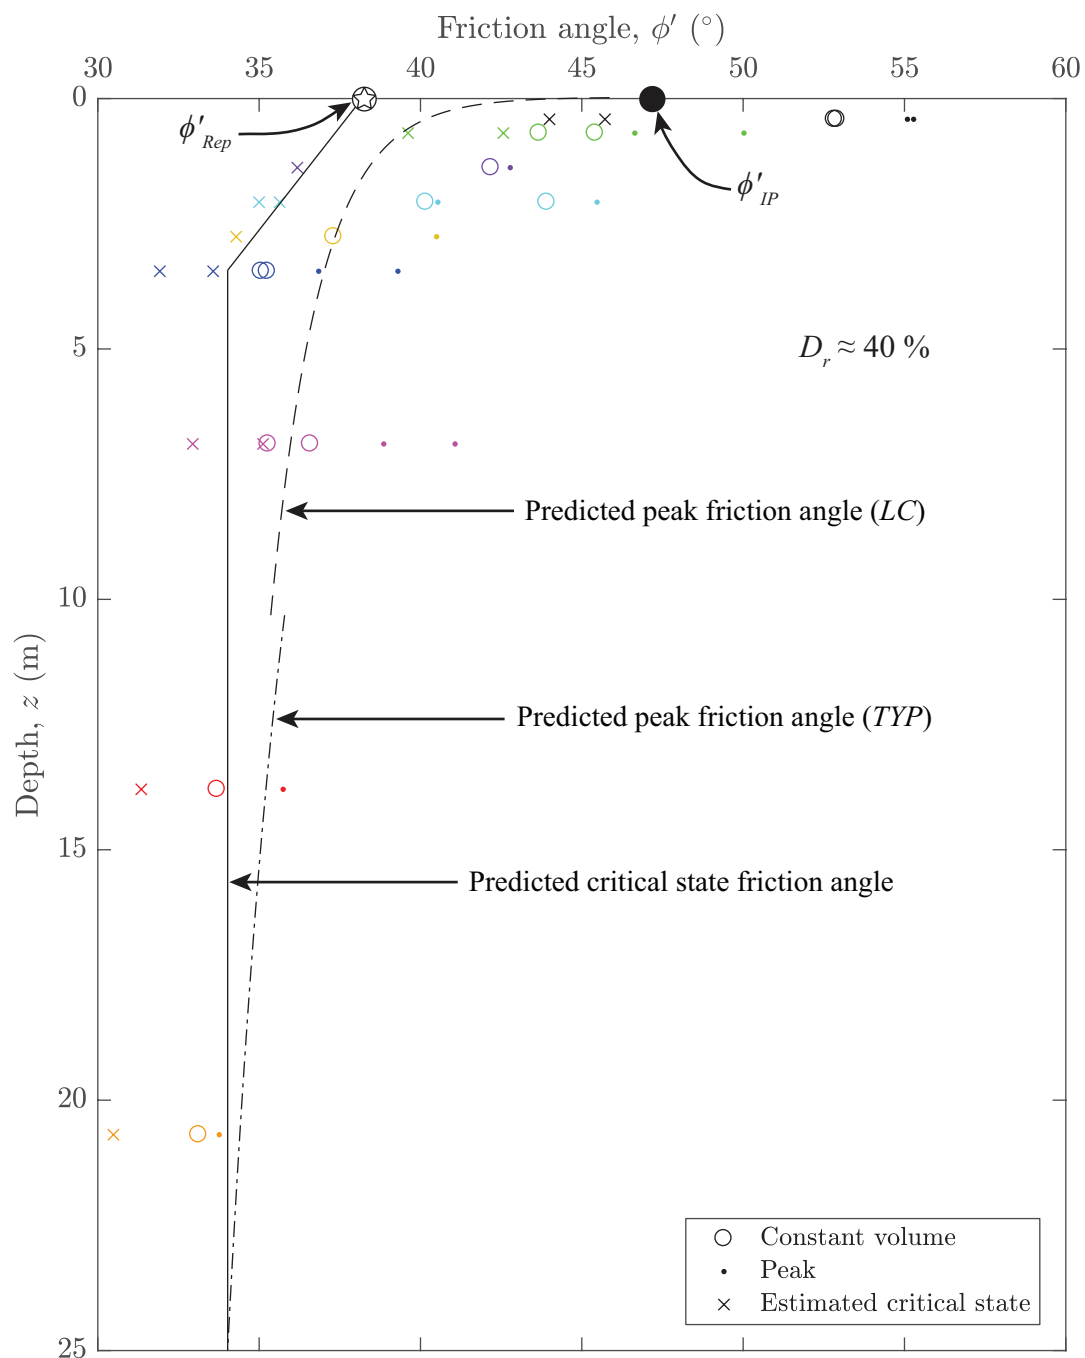 Friction angle, ϕ′ (°)
30 35 40 45 50 55 60
0
ϕ′Rep
ϕ′IP
5
Dr ≈ 40 %
Predicted peak friction angle (LC)
10
Depth, z (m)
Predicted peak friction angle (TYP)
15
Predicted critical state friction angle
20
Constant volume
Peak
Estimated critical state
25